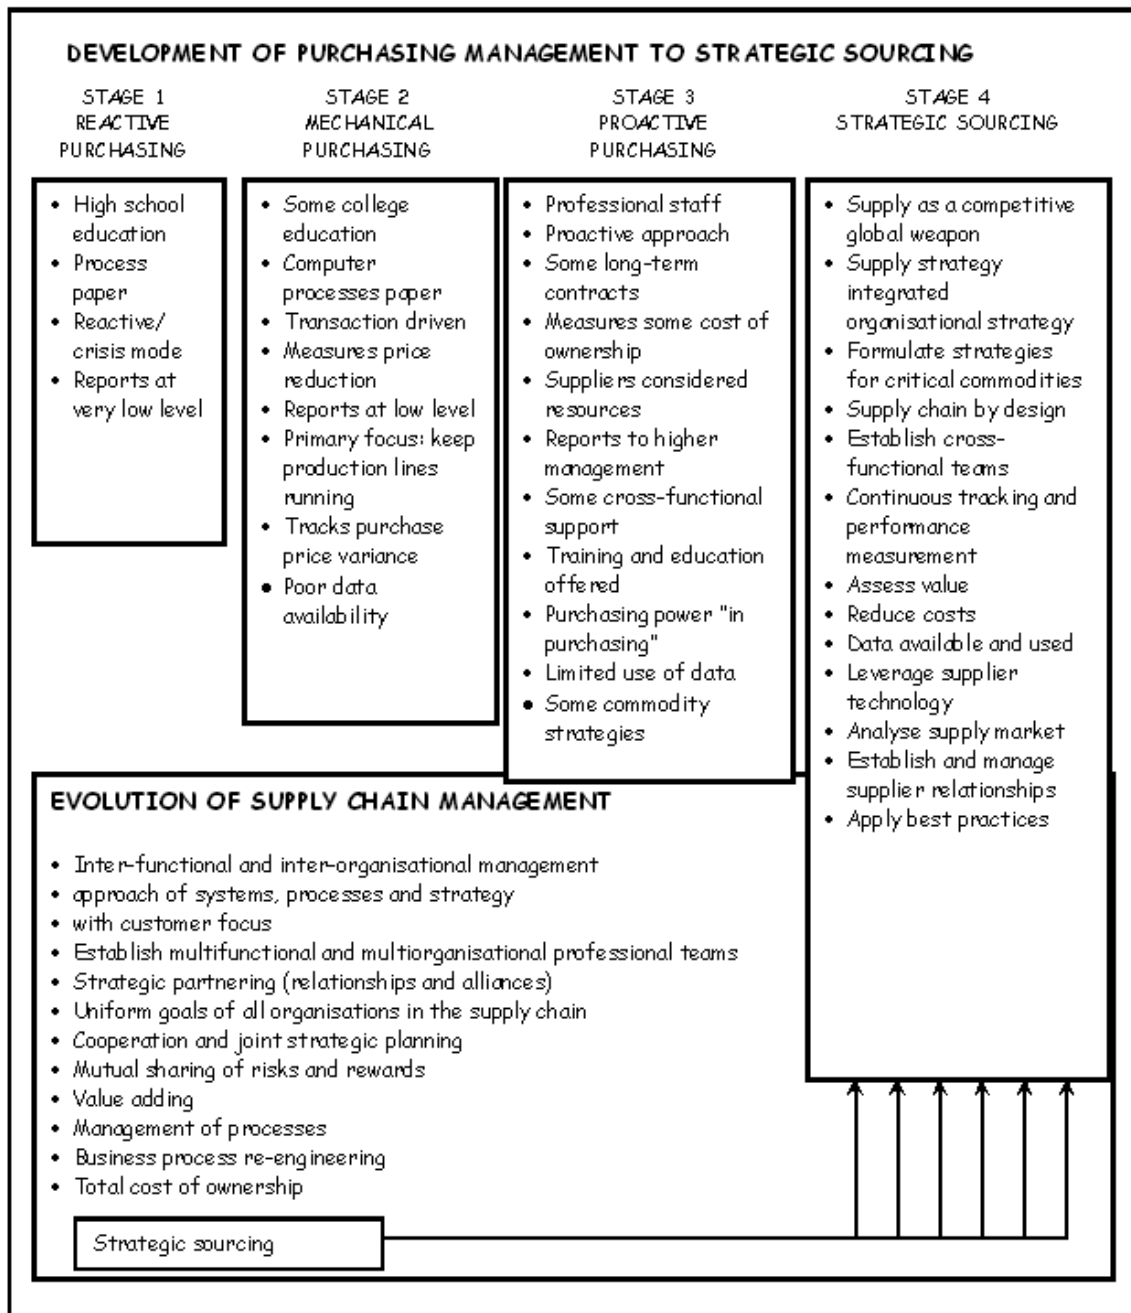 DEVELOPMENT OF PURCHASING MANAGEMENT TO STRATEGIC SOURCING
STAGE 1
REACTIVE
PURCHASING
• High school
education
• Process
paper
• Reactive/
crisis mode
• Reports at
very low level
STAGE 2
MECHANICAL
PURCHASING
• Some college
education
• Computer
processes paper
• Transaction driven
• Measures price
reduction
• Reports at low level
• Primary focus: keep
production lines
running
• Tracks purchase
price variance
• Poor data
availability
STAGE 3
PROACTIVE
PURCHASING
• Professional staff
• Proactive approach
• Some long-term
contracts
• Measures some cost of
ownership
• Suppliers considered
resources
• Reports to higher
management
• Some cross-functional
support
• Training and education
offered
• Purchasing power "in
purchasing"
• Limited use of data
• Some commodity
strategies
STAGE 4
STRATEGIC SOURCING
• Supply as a competitive
global weapon
• Supply strategy
integrated
organisational strategy
• Formulate strategies
for critical commodities
• Supply chain by design
• Establish cross-
functional teams
• Continuous tracking and
performance
measurement
• Assess value
• Reduce costs
• Data available and used
• Leverage supplier
technology
• Analyse supply market
• Establish and manage
supplier relationships
• Apply best practices
EVOLUTION OF SUPPLY CHAIN MANAGEMENT
• Inter-functional and inter-organisational management
• approach of systems, processes and strategy
• with customer focus
• Establish multifunctional and multiorganisational professional teams
• Strategic partnering (relationships and alliances)
• Uniform goals of all organisations in the supply chain
• Cooperation and joint strategic planning
• Mutual sharing of risks and rewards
• Value adding
• Management of processes
• Business process re-engineering
• Total cost of ownership
Strategic sourcing